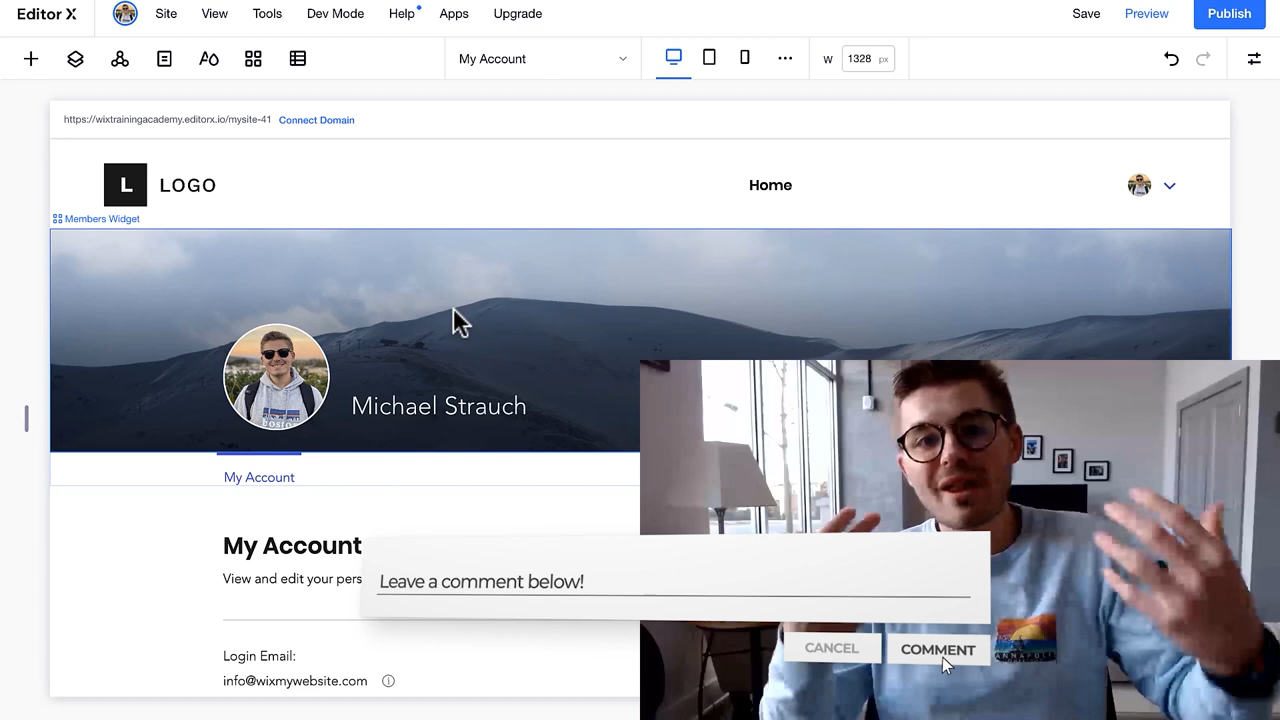 Editor X
Site
View
Tools
Dev Mode
Help
Apps
Upgrade
Save
Preview
Publish
My Account
W
1328 px
https://wixtrainingacademy.editorx.io/mysite-41 Connect Domain
L LOGO
Home
Members Widget
Michael Strauch
My Account
My Account
View and edit your pers
Leave a comment below!
CANCEL
COMMENT
Login Email:
info@wixmywebsite.com